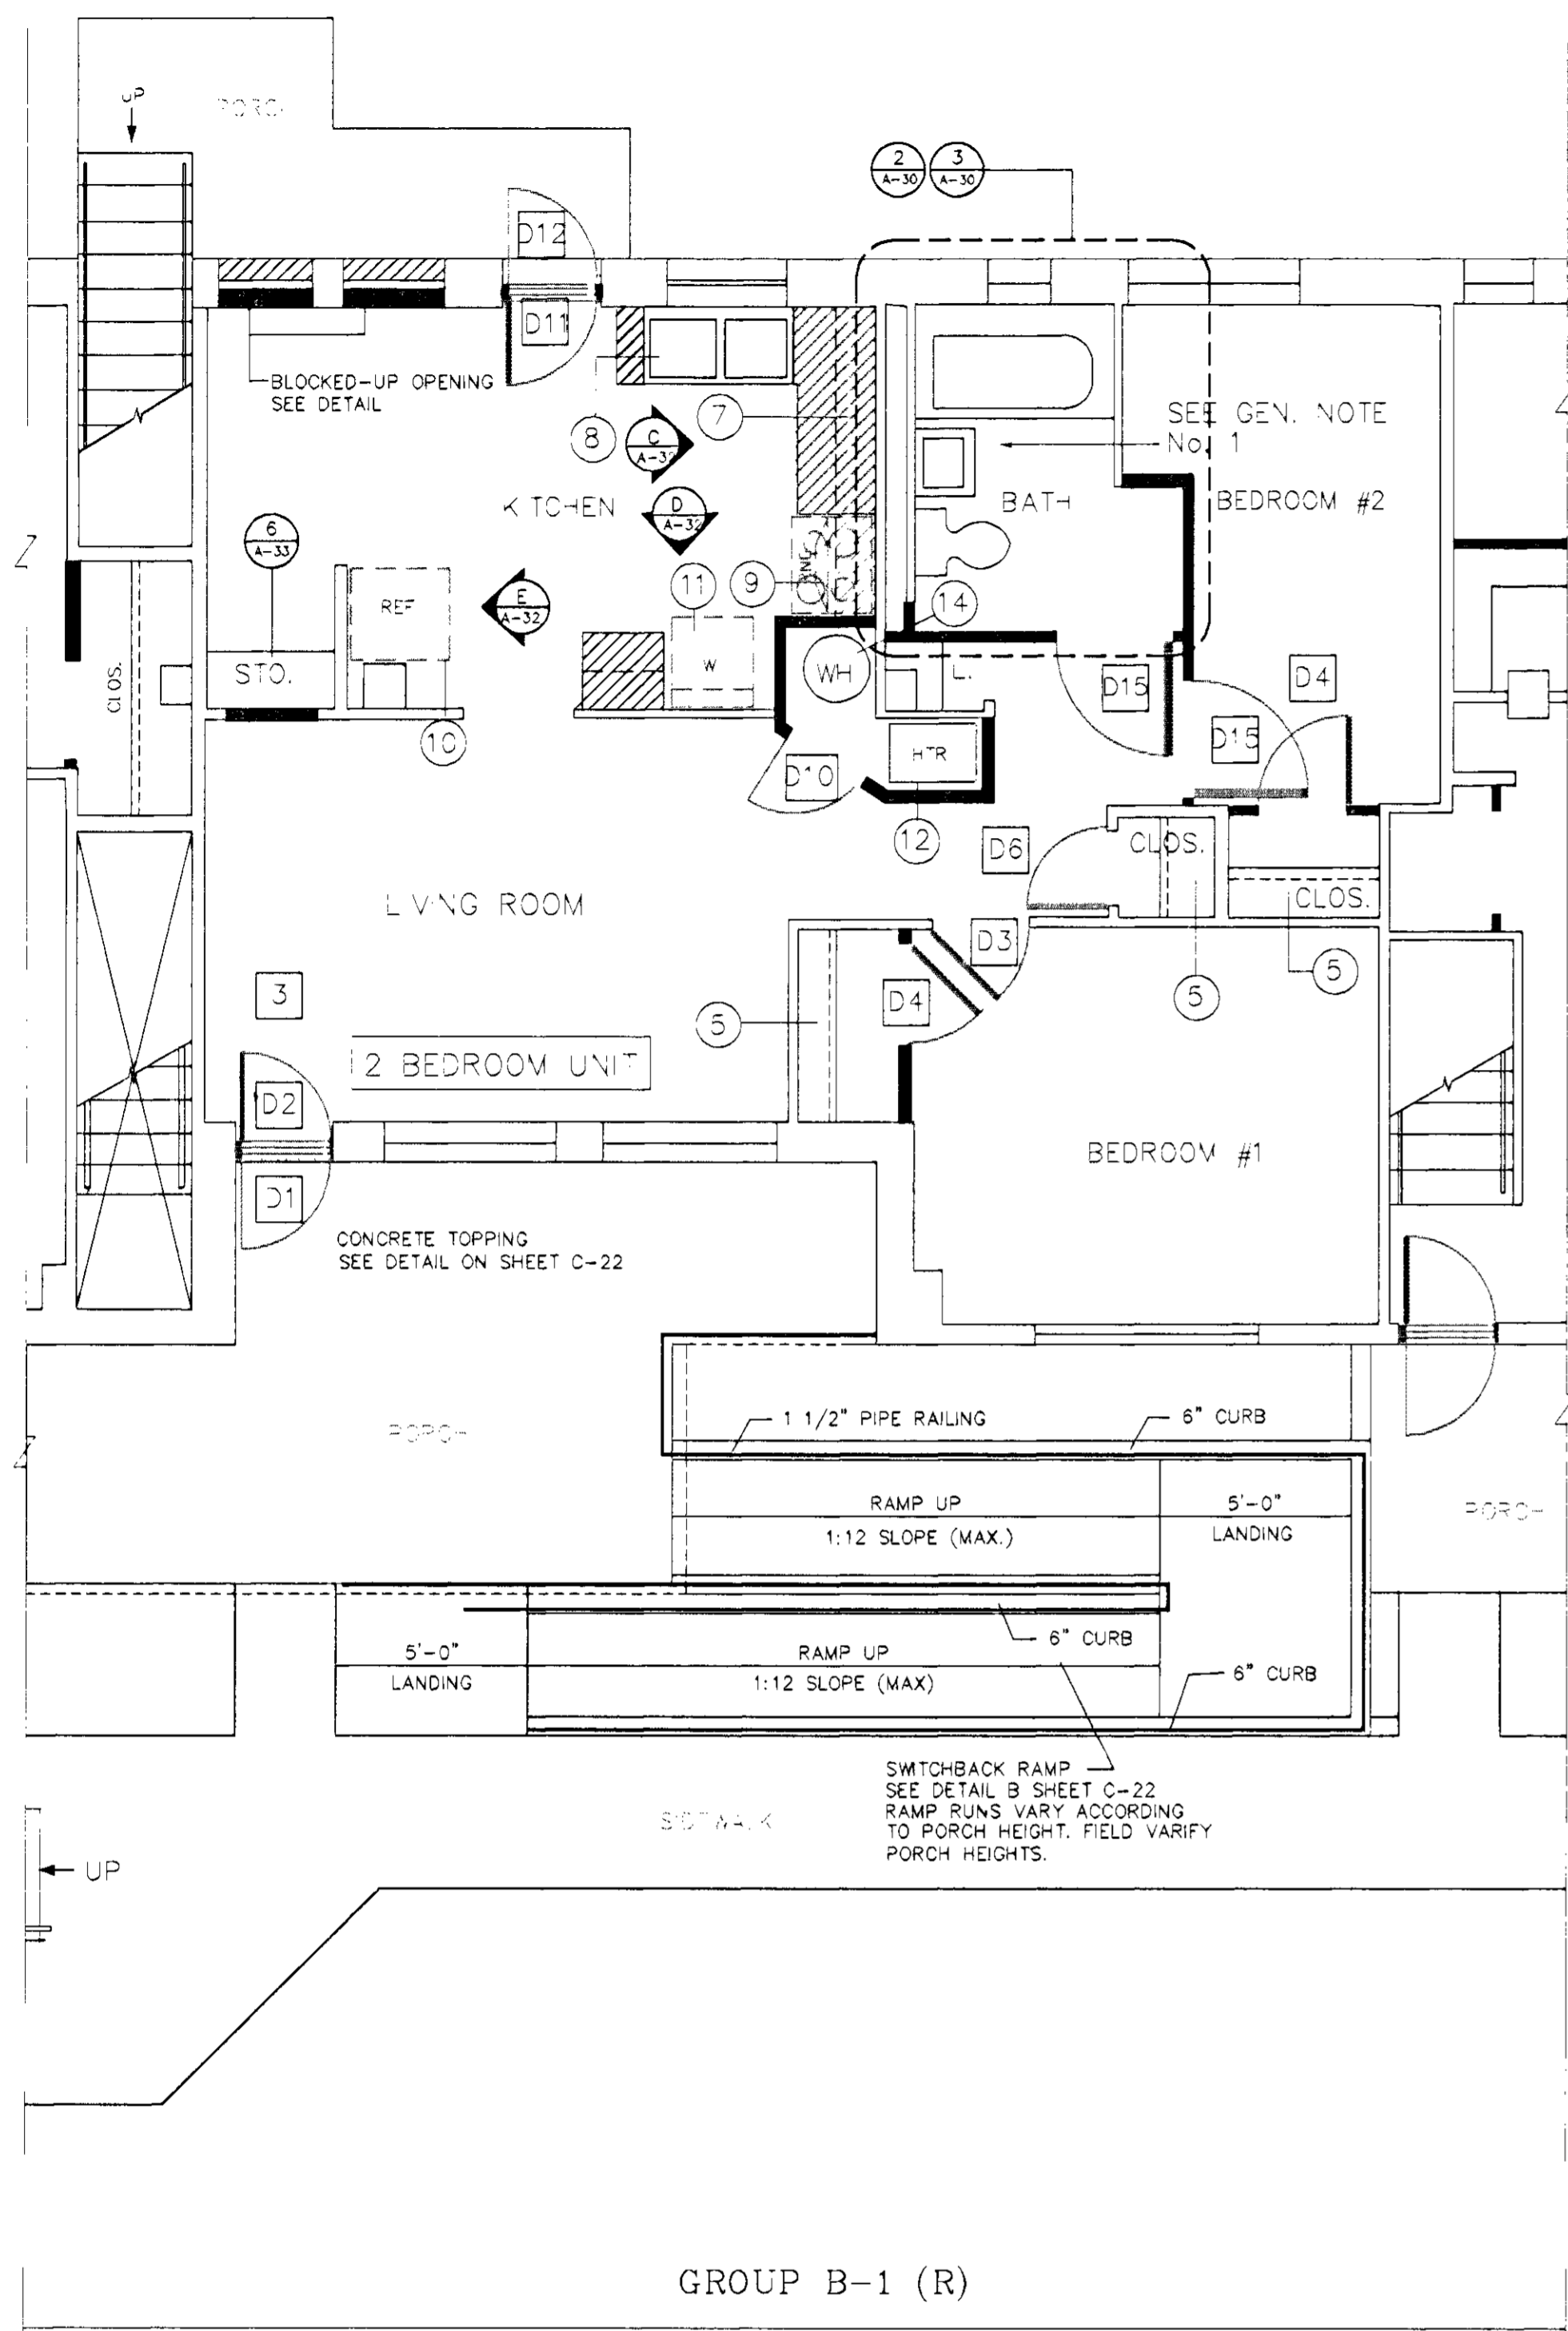 UP
PORCH
2
A-30
3
A-30
D12
D11
BLOCKED-UP OPENING
SEE DETAIL
8
C
7
SEE GEN. NOTE
No. 1
KITCHEN
D
A-32
BATH
BEDROOM #2
6
A-33
REF
E
A-32
11
9
14
CLOS.
STO.
W
WH
L.
D15
D4
10
D10
HTR
D15
12
D6
CLOS.
CLOS.
LIVING ROOM
D3
3
5
D4
5
5
2 BEDROOM UNIT
D2
BEDROOM #1
D1
CONCRETE TOPPING
SEE DETAIL ON SHEET C-22
PORCH
1 1/2" PIPE RAILING
6" CURB
RAMP UP
1:12 SLOPE (MAX.)
5'-0"
LANDING
PORCH
5'-0"
LANDING
RAMP UP
1:12 SLOPE (MAX)
6" CURB
6" CURB
SWITCHBACK RAMP
SEE DETAIL B SHEET C-22
RAMP RUNS VARY ACCORDING
TO PORCH HEIGHT. FIELD VARIFY
PORCH HEIGHTS.
SIDEWALK
UP
GROUP B-1 (R)